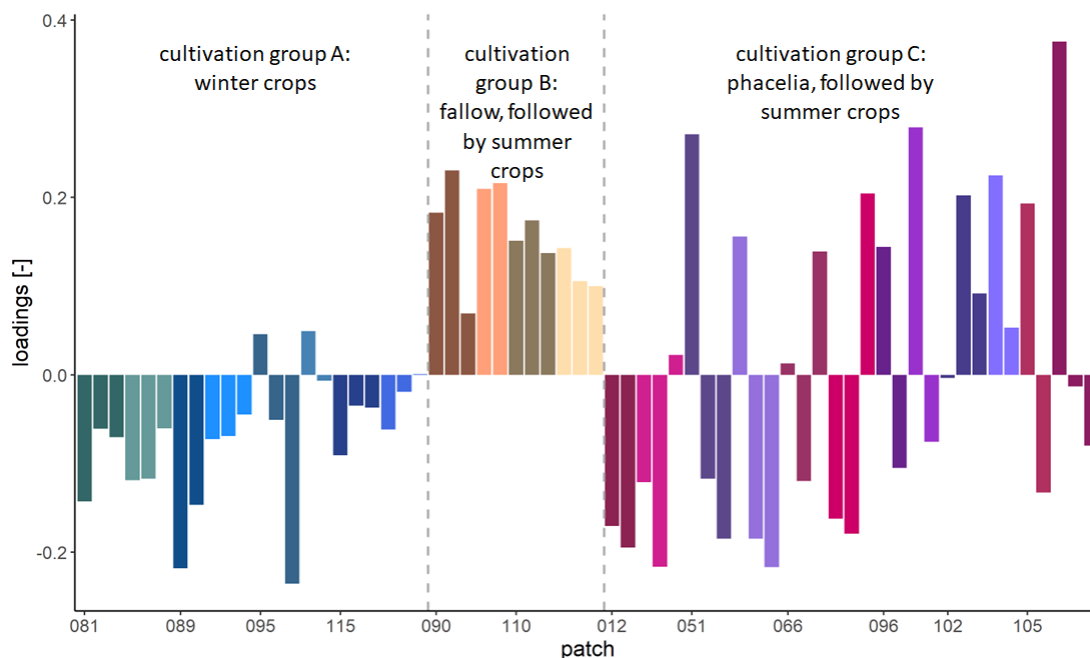 0.4
0.2
0.0
-0.2
loadings [-]
cultivation group A:
winter crops
cultivation
group B:
fallow, followed
by summer
crops
cultivation group C:
phacelia, followed by
summer crops
081 089 095 115 090 110 012 051 066 096 102 105
patch